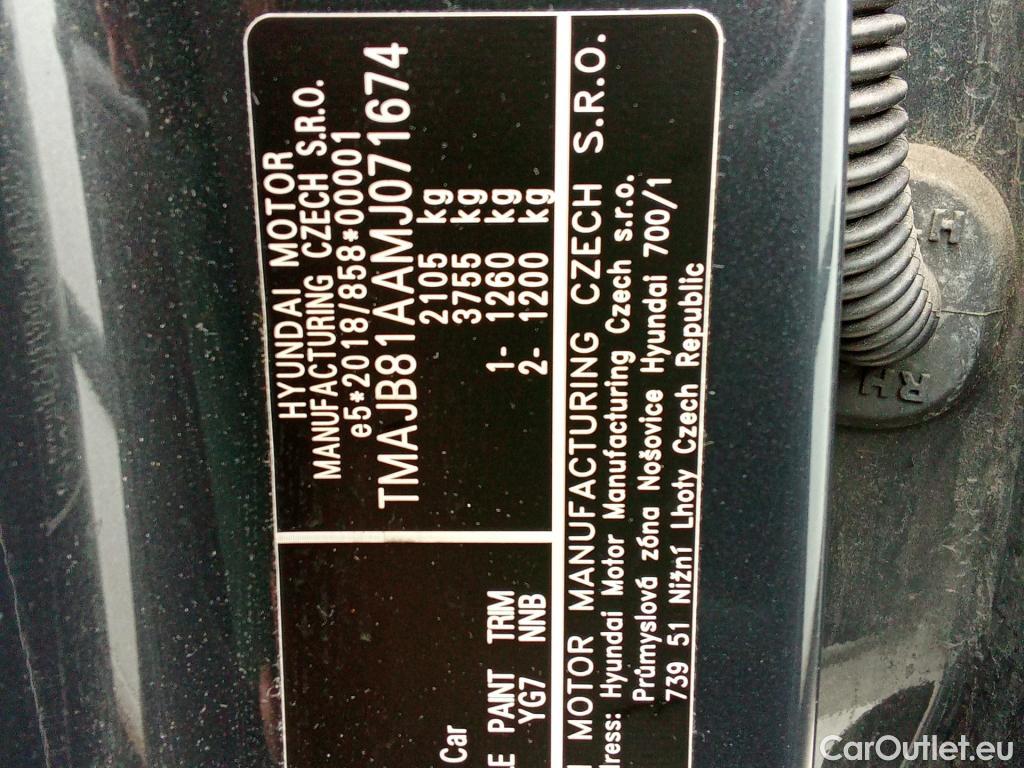 HYUNDAI MOTOR
MANUFACTURING CZECH S.R.O.
e5*2018/858*00001
TMAJB81AAMJ071674
2105 kg
3755 kg
1- 1260 kg
2- 1200 kg
Car
PAINT TRIM
YG7 NNB
MOTOR MANUFACTURING CZECH S.R.O.
dress: Hyundai Motor Manufacturing Czech s.r.o.
Průmyslová zóna Nošovice Hyundai 700/1
739 51 Nižní Lhoty Czech Republic
RH
CarOutlet.eu